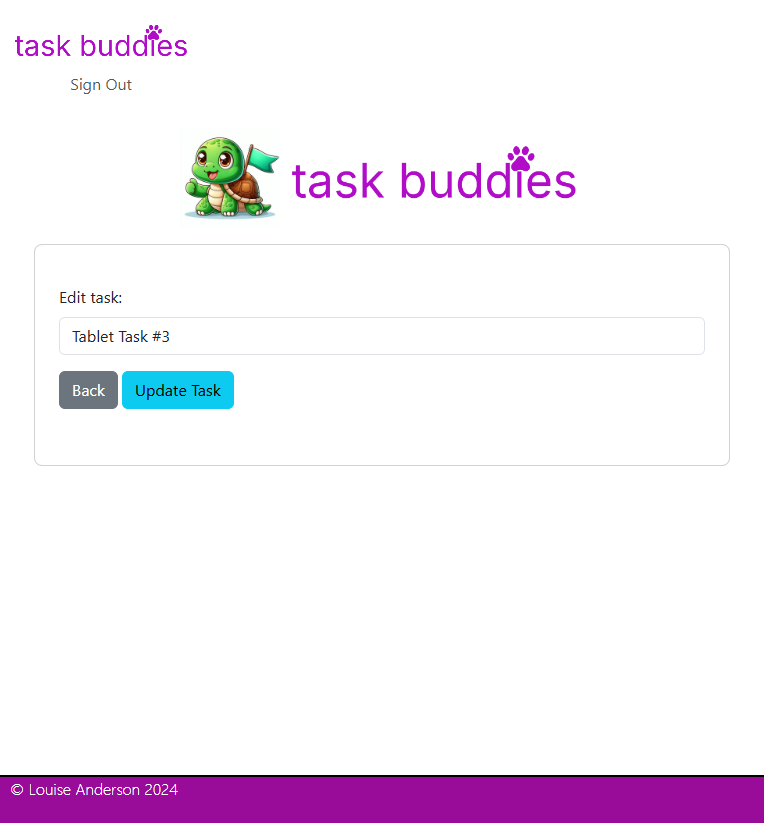 task buddies
Sign Out
task buddies
Edit task:
Tablet Task #3
Back Update Task
© Louise Anderson 2024